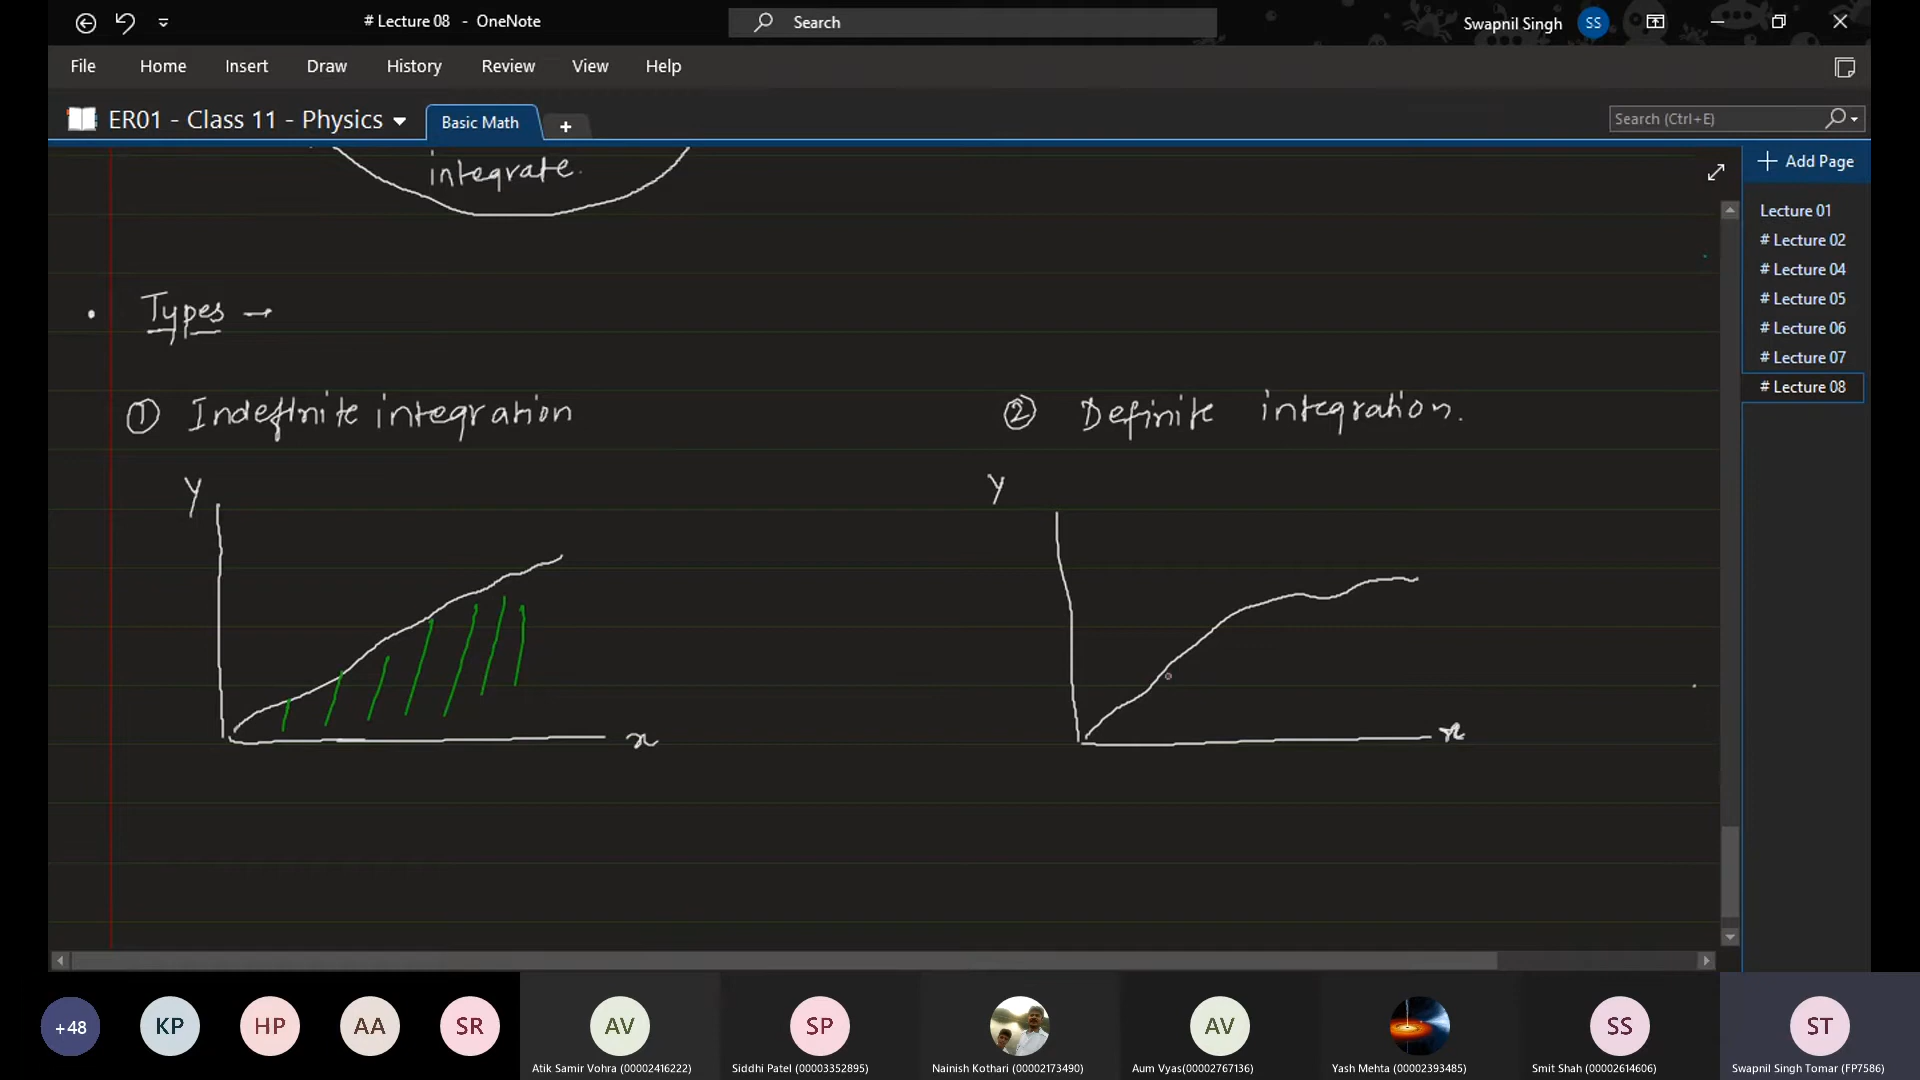 # Lecture 08 - OneNote
Search
Swapnil Singh
SS
File Home Insert Draw History Review View Help
ER01 - Class 11 - Physics
Basic Math
+
Search (Ctrl+E)
Add Page
Lecture 01
# Lecture 02
# Lecture 04
# Lecture 05
# Lecture 06
# Lecture 07
# Lecture 08
integrate.
Types →
① Indefinite integration
② Definite integration.
y
x
y
x
+48
KP
HP
AA
SR
AV
Atik Samir Vohra (00002416222)
SP
Siddhi Patel (00003352895)
Nainish Kothari (00002173490)
AV
Aum Vyas(00002767136)
Yash Mehta (00002393485)
SS
Smit Shah (00002614606)
ST
Swapnil Singh Tomar (FP7586)